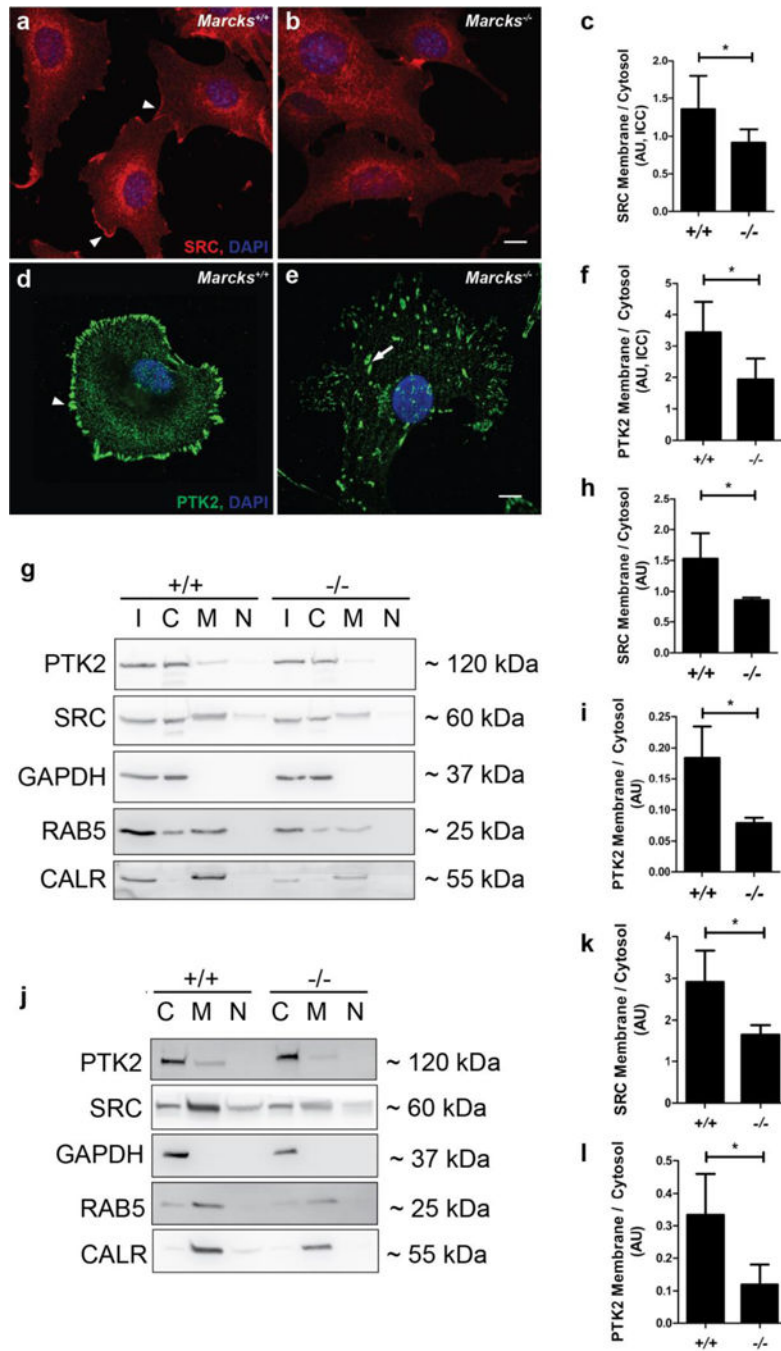 a
Marcks+/+
b
Marcks-/-
SRC, DAPI
c
SRC Membrane / Cytosol
(AU, ICC)
2.0
1.5
1.0
0.5
0.0
*
+/+ -/-
d
Marcks+/+
e
Marcks-/-
PTK2, DAPI
f
PTK2 Membrane / Cytosol
(AU, ICC)
5
4
3
2
1
0
*
+/+ -/-
g
+/+ -/-
I C M N I C M N
PTK2 ~ 120 kDa
SRC ~ 60 kDa
GAPDH ~ 37 kDa
RAB5 ~ 25 kDa
CALR ~ 55 kDa
h
SRC Membrane / Cytosol
(AU)
2.5
2.0
1.5
1.0
0.5
0.0
*
+/+ -/-
i
PTK2 Membrane / Cytosol
(AU)
0.25
0.20
0.15
0.10
0.05
0.00
*
+/+ -/-
j
+/+ -/-
C M N C M N
PTK2 ~ 120 kDa
SRC ~ 60 kDa
GAPDH ~ 37 kDa
RAB5 ~ 25 kDa
CALR ~ 55 kDa
k
SRC Membrane / Cytosol
(AU)
4
3
2
1
0
*
+/+ -/-
l
PTK2 Membrane / Cytosol
(AU)
0.5
0.4
0.3
0.2
0.1
0.0
*
+/+ -/-